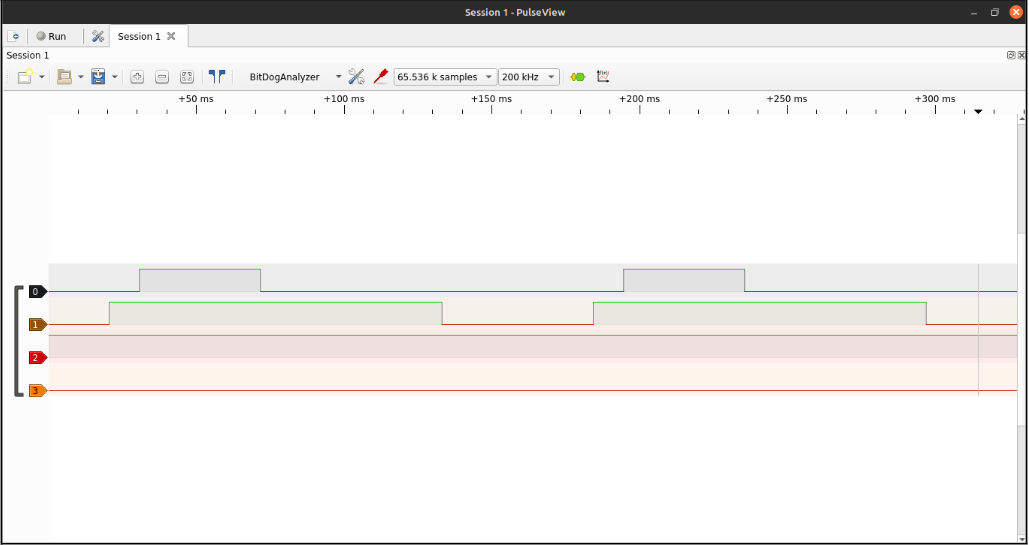 Session 1 - PulseView
Run
Session 1
Session 1
BitDogAnalyzer
65.536 k samples
200 kHz
+50 ms
+100 ms
+150 ms
+200 ms
+250 ms
+300 ms
0
1
2
3